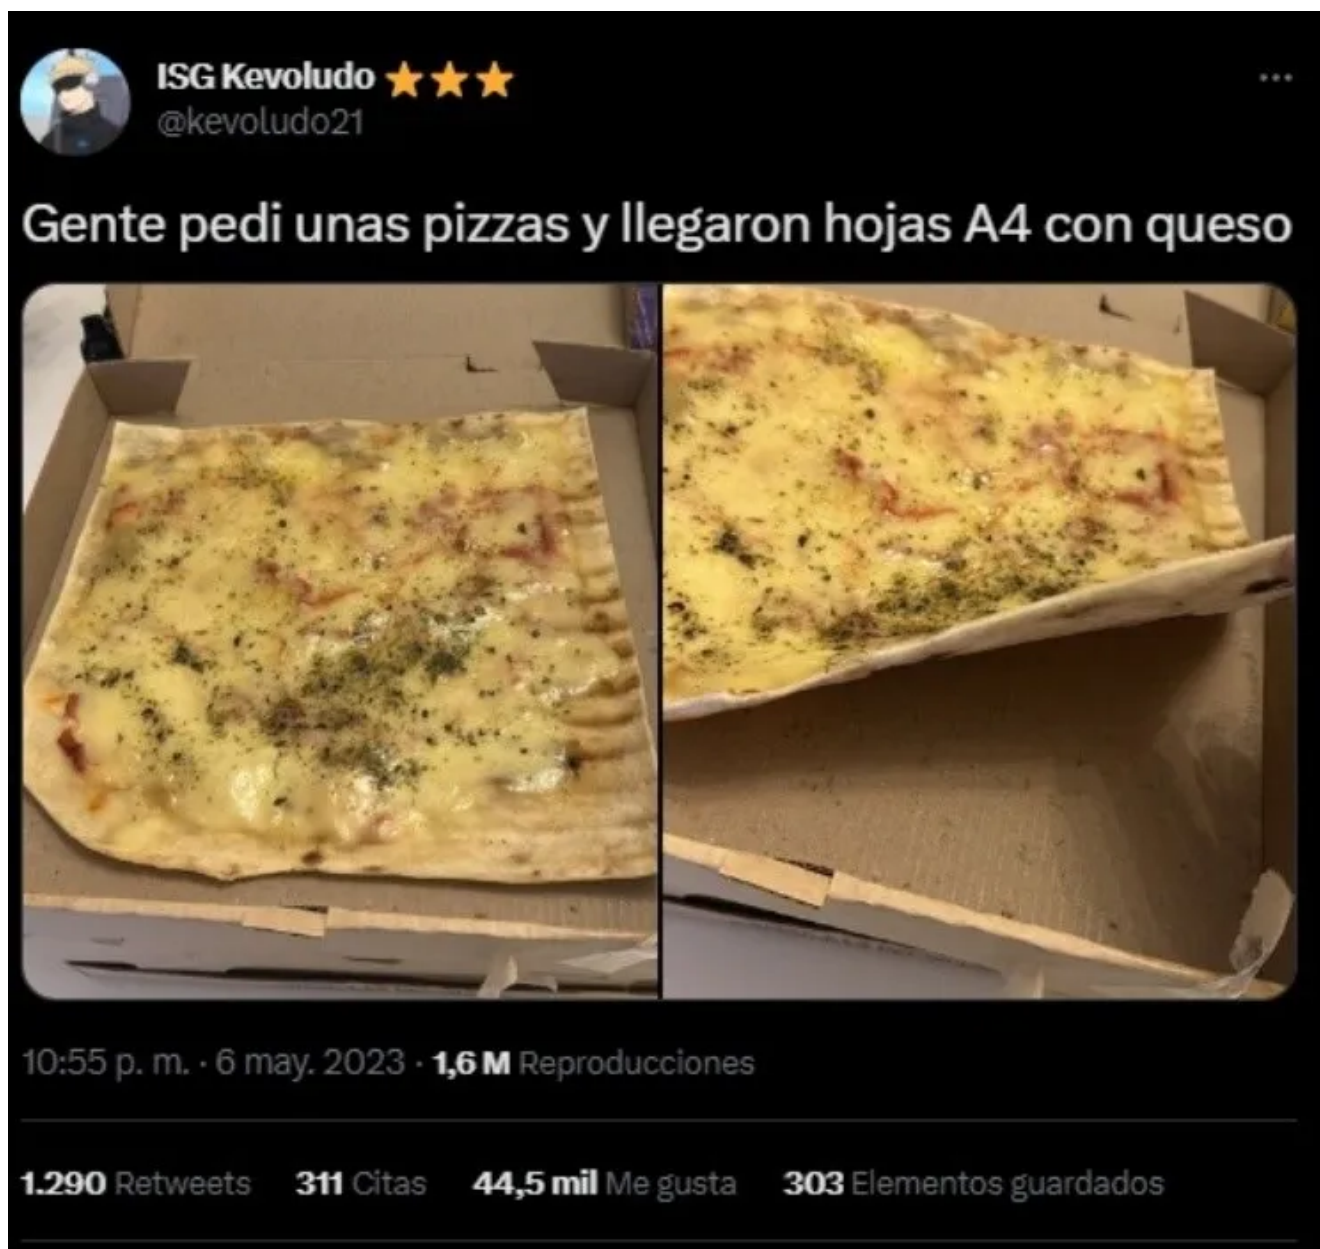 ISG Kevoludo ⭐⭐⭐
@kevoludo21
Gente pedi unas pizzas y llegaron hojas A4 con queso
10:55 p. m. · 6 may. 2023 · 1,6 M Reproducciones
1.290 Retweets 311 Citas 44,5 mil Me gusta 303 Elementos guardados